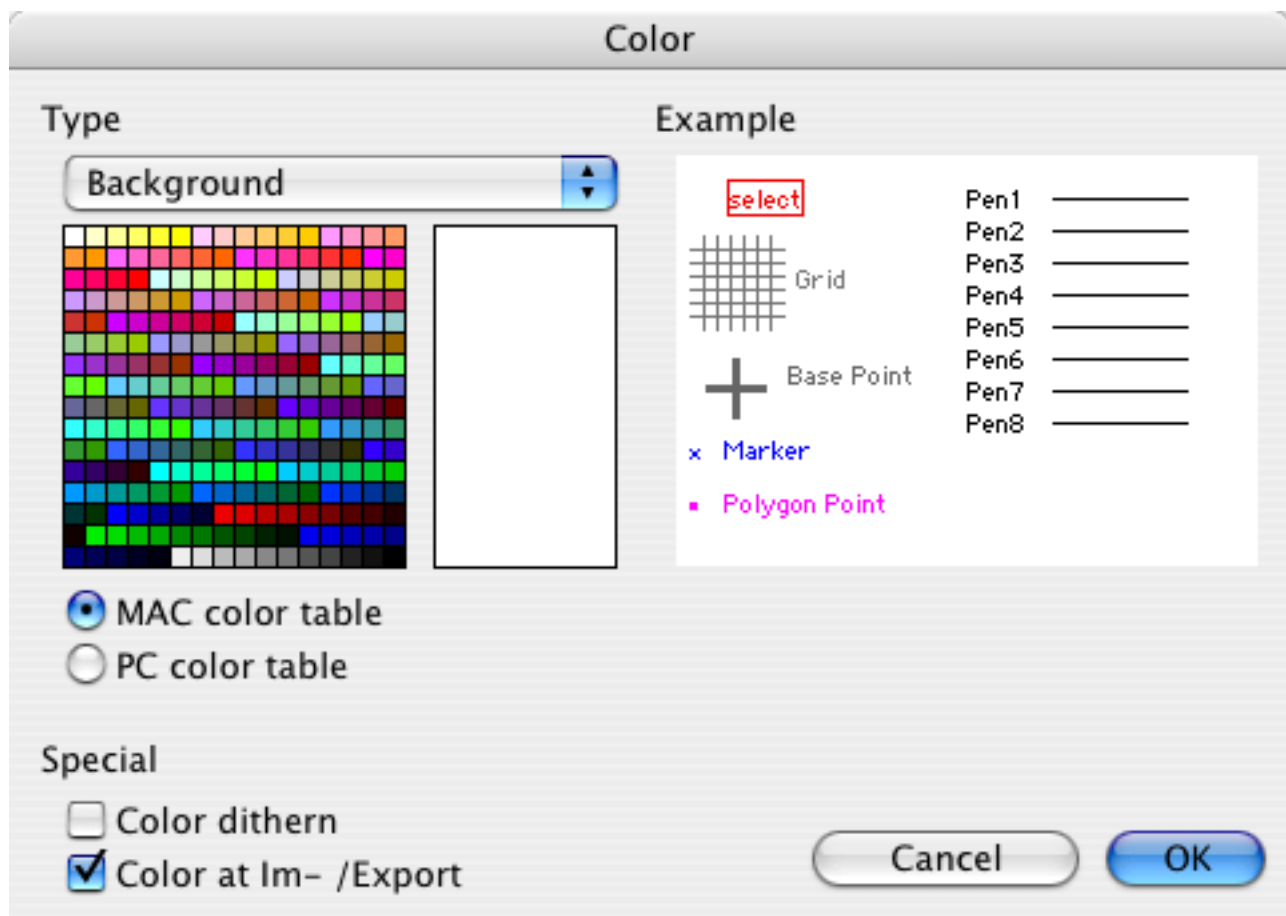 Color
Type
Background
MAC color table
PC color table
Special
Color dithern
Color at Im- /Export
Example
select
Grid
Base Point
Marker
Polygon Point
Pen1
Pen2
Pen3
Pen4
Pen5
Pen6
Pen7
Pen8
Cancel
OK